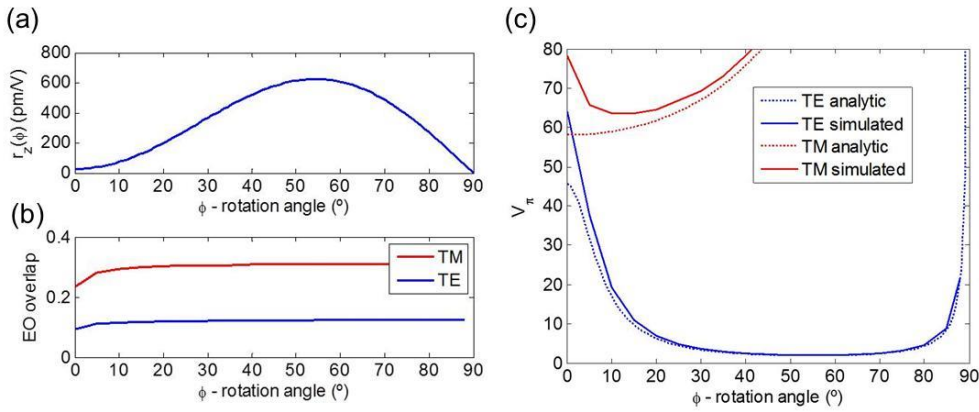 (a)
800
600
400
200
0
r_z(ϕ) (pm/V)
0 10 20 30 40 50 60 70 80 90
ϕ - rotation angle (º)
(b)
0.4
0.2
0
EO overlap
TM
TE
0 10 20 30 40 50 60 70 80 90
ϕ - rotation angle (º)
(c)
80
70
60
50
40
30
20
10
0
V_π
TE analytic
TE simulated
TM analytic
TM simulated
0 10 20 30 40 50 60 70 80 90
ϕ - rotation angle (º)